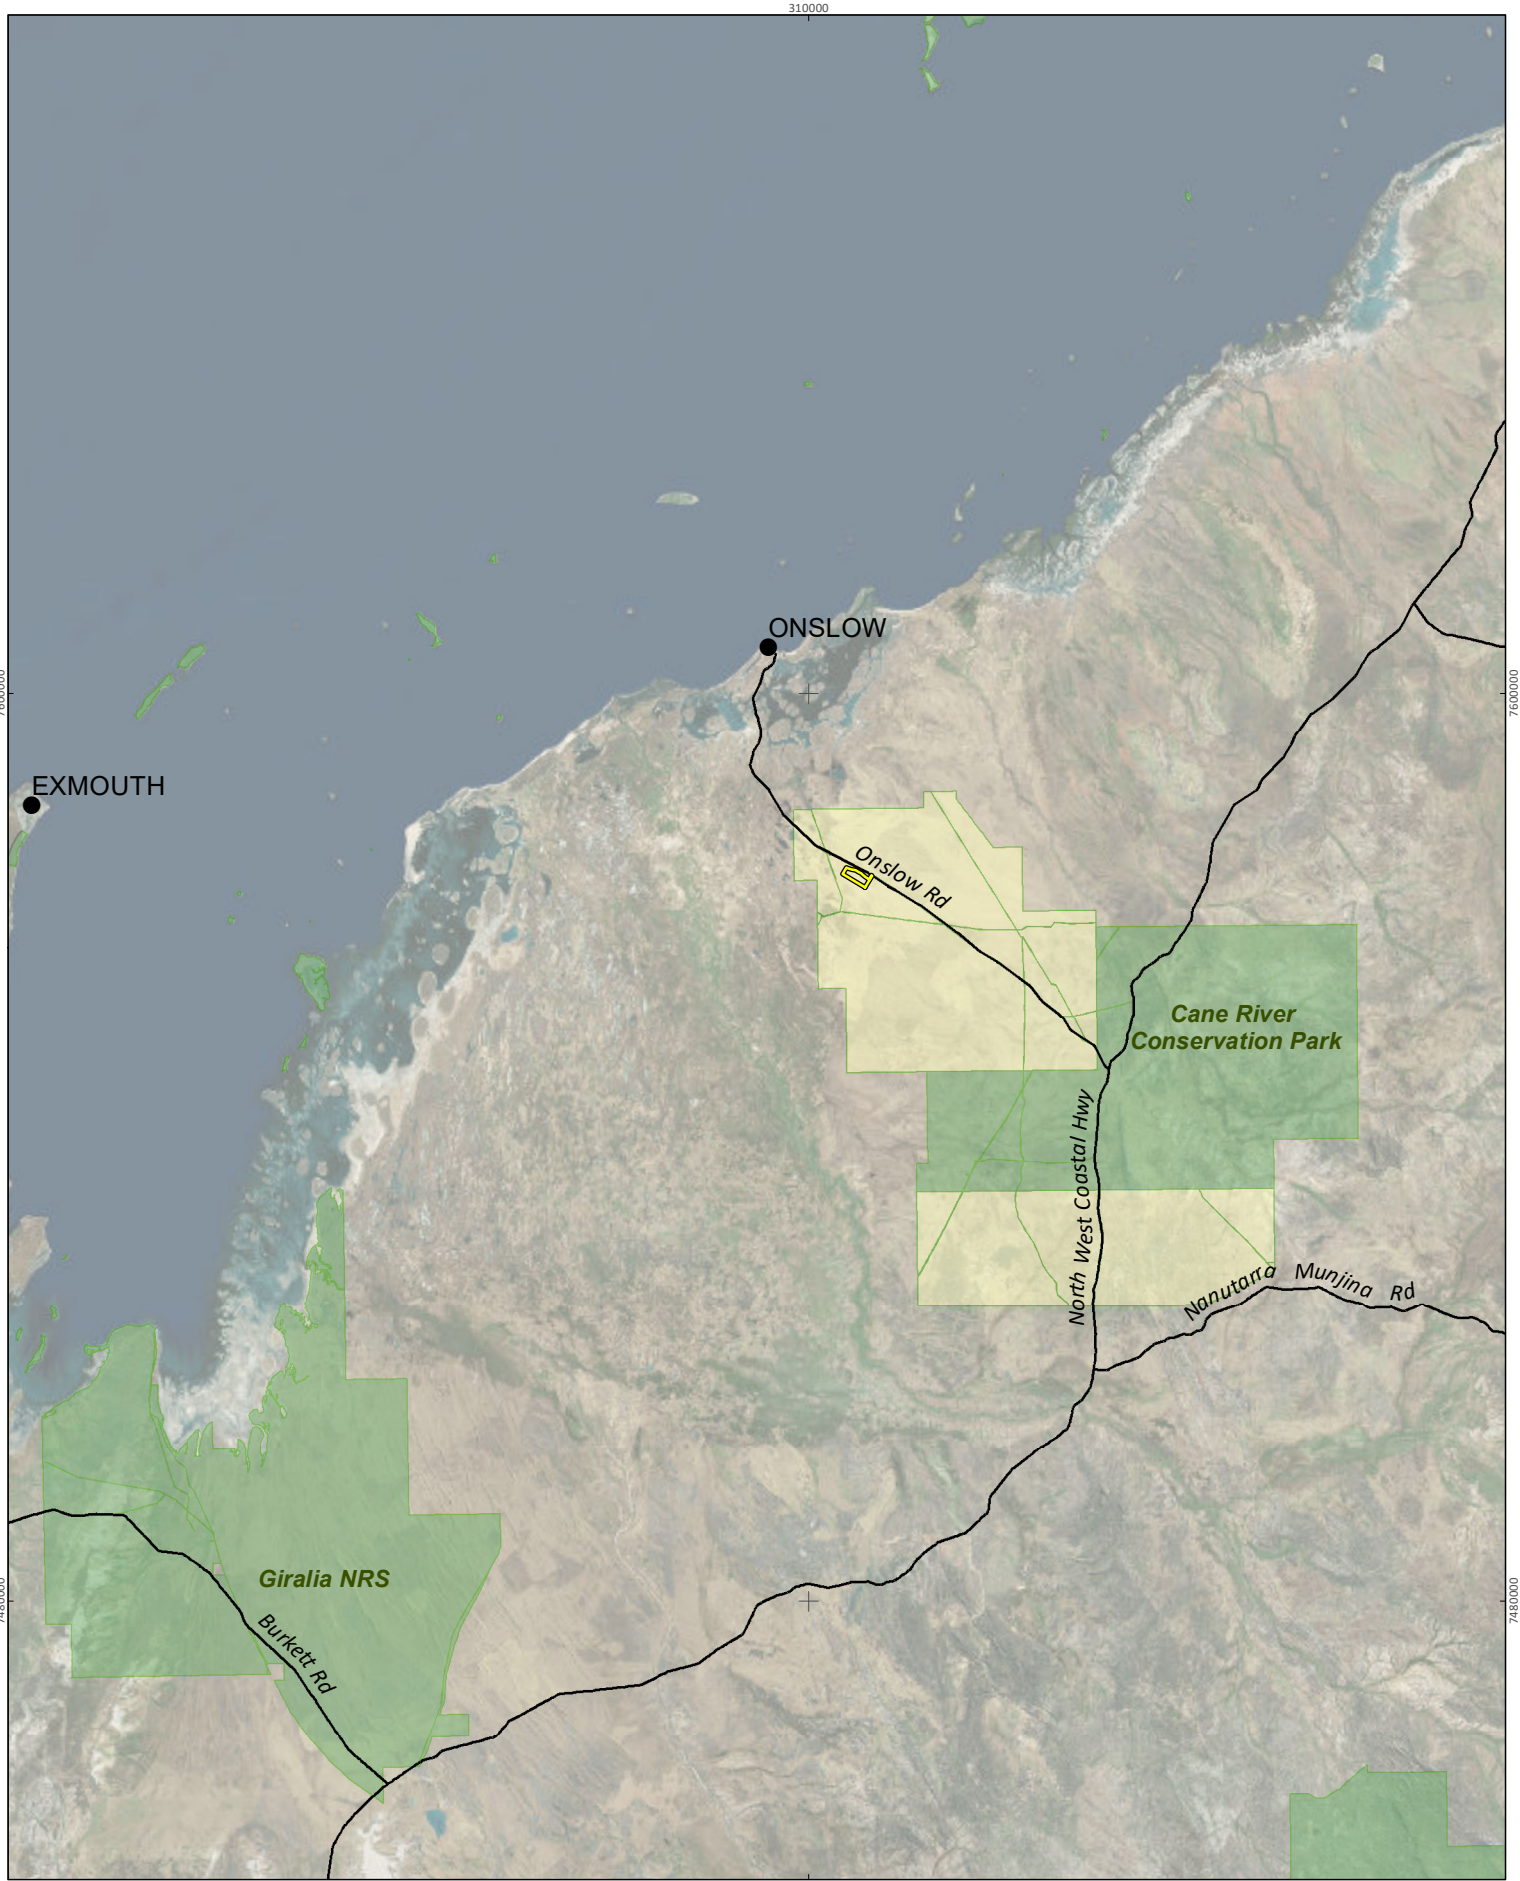 310000
ONSLOW
7600000
EXMOUTH
Onslow Rd
Cane River
Conservation Park
North West Coastal Hwy
Nanutarra Munjina Rd
Giralia NRS
7480000
Burkett Rd